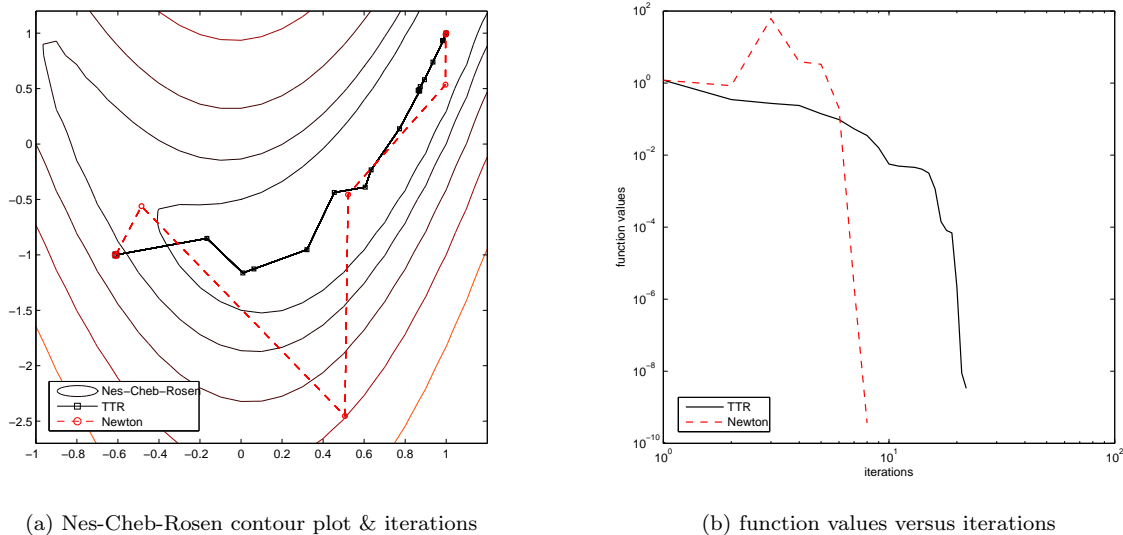 1
0.5
0
−0.5
−1
−1.5
−2
−2.5
−1 −0.8 −0.6 −0.4 −0.2 0 0.2 0.4 0.6 0.8 1
Nes−Cheb−Rosen
TTR
Newton
(a) Nes-Cheb-Rosen contour plot & iterations
10^2
10^0
10^−2
10^−4
10^−6
10^−8
10^−10
function values
10^0 10^1 10^2
iterations
TTR
Newton
(b) function values versus iterations